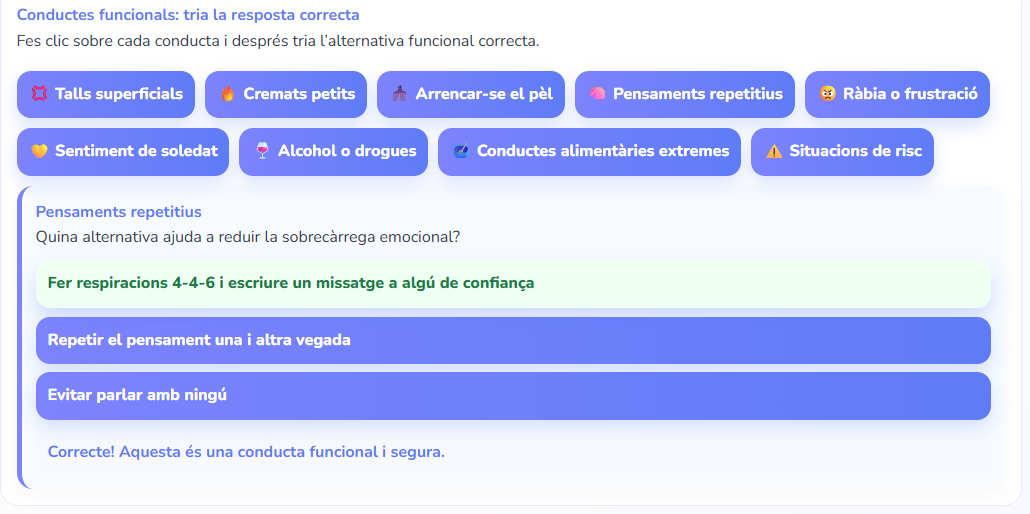 Conductes funcionals: tria la resposta correcta
Fes clic sobre cada conducta i després tria l’alternativa funcional correcta.
💢 Talls superficials 🔥 Cremats petits Arrencar-se el pèl 🧠 Pensaments repetitius 😡 Ràbia o frustració
💛 Sentiment de soledat 🍷 Alcohol o drogues Conductes alimentàries extremes ⚠️ Situacions de risc
Pensaments repetitius
Quina alternativa ajuda a reduir la sobrecàrrega emocional?
Fer respiracions 4-4-6 i escriure un missatge a algú de confiança
Repetir el pensament una i altra vegada
Evitar parlar amb ningú
Correcte! Aquesta és una conducta funcional i segura.